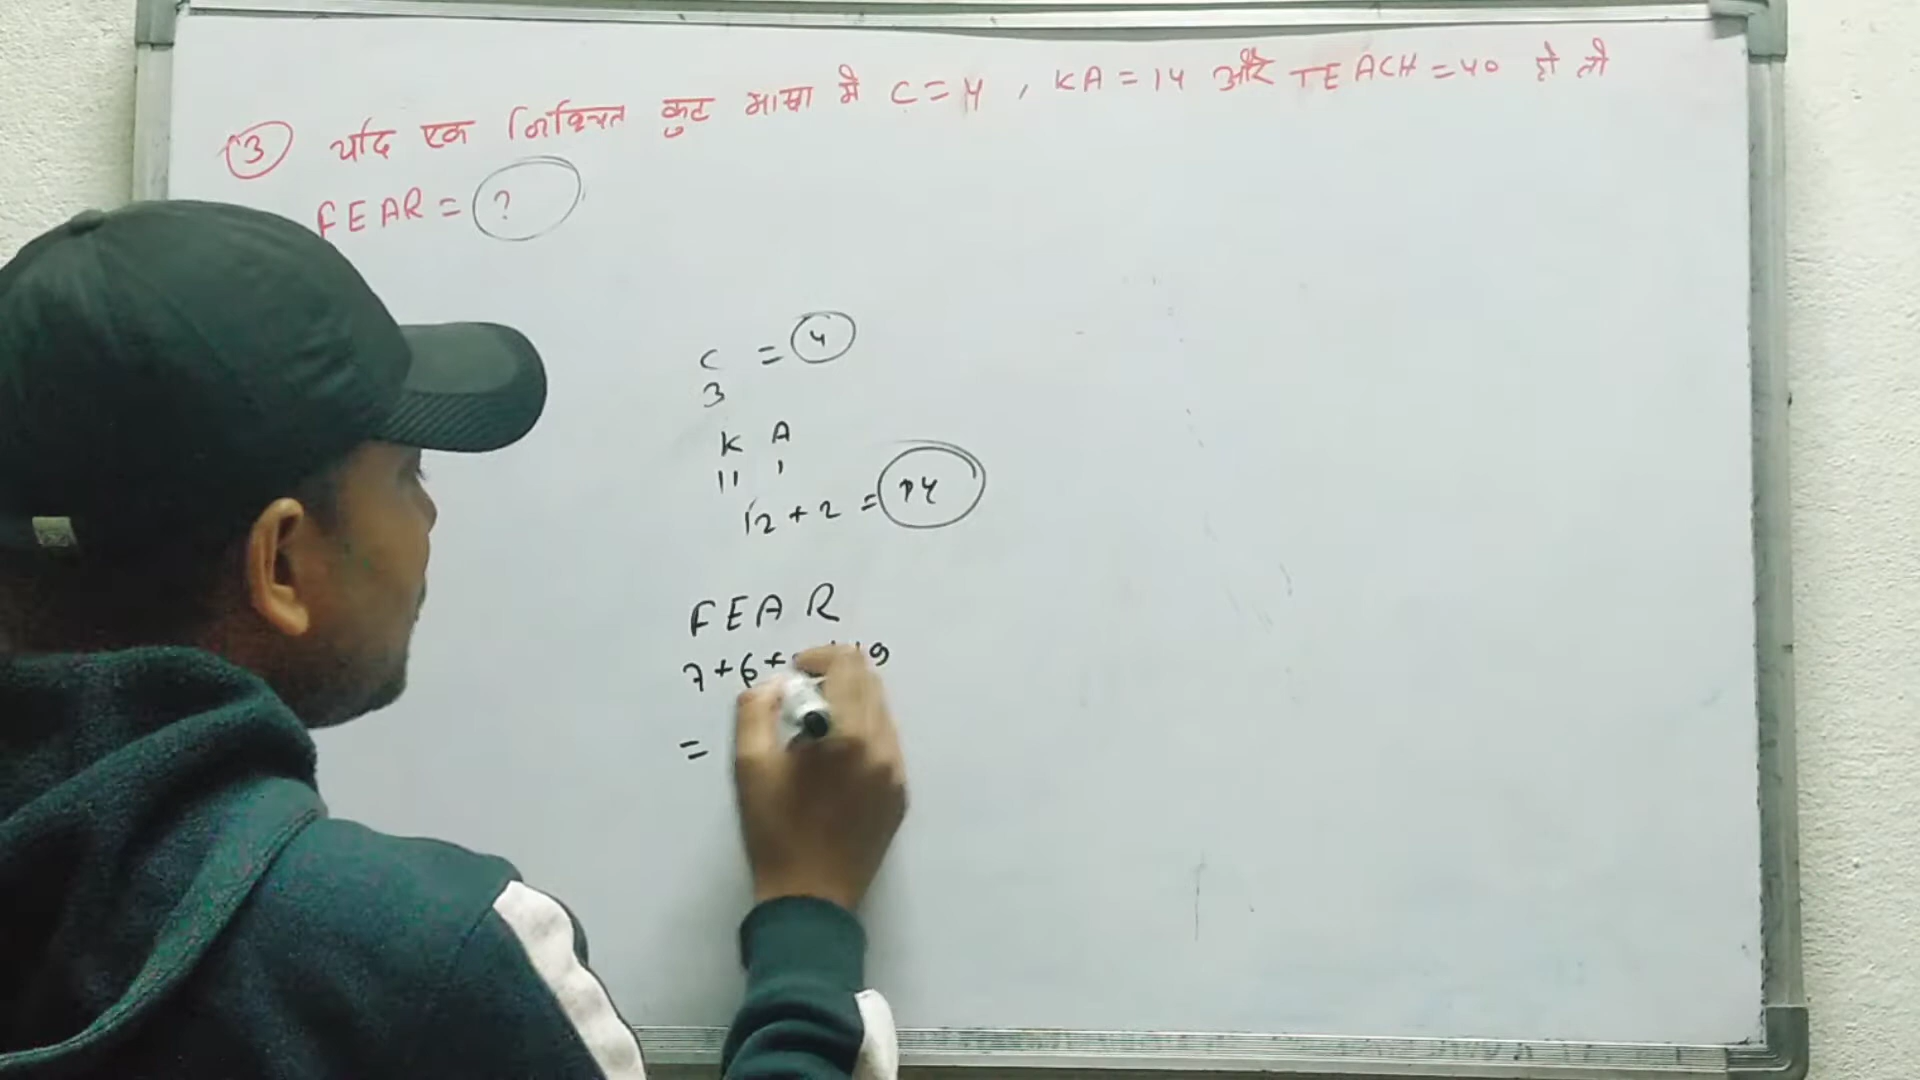 (3) यदि एक निश्चित कुट भाषा मे C = 4 , KA = 14 और TEACH = 40 हो तो
FEAR = ?
C = 4
3
K A
11 1
12 + 2 = 14
F E A R
7 + 6 + 19
=